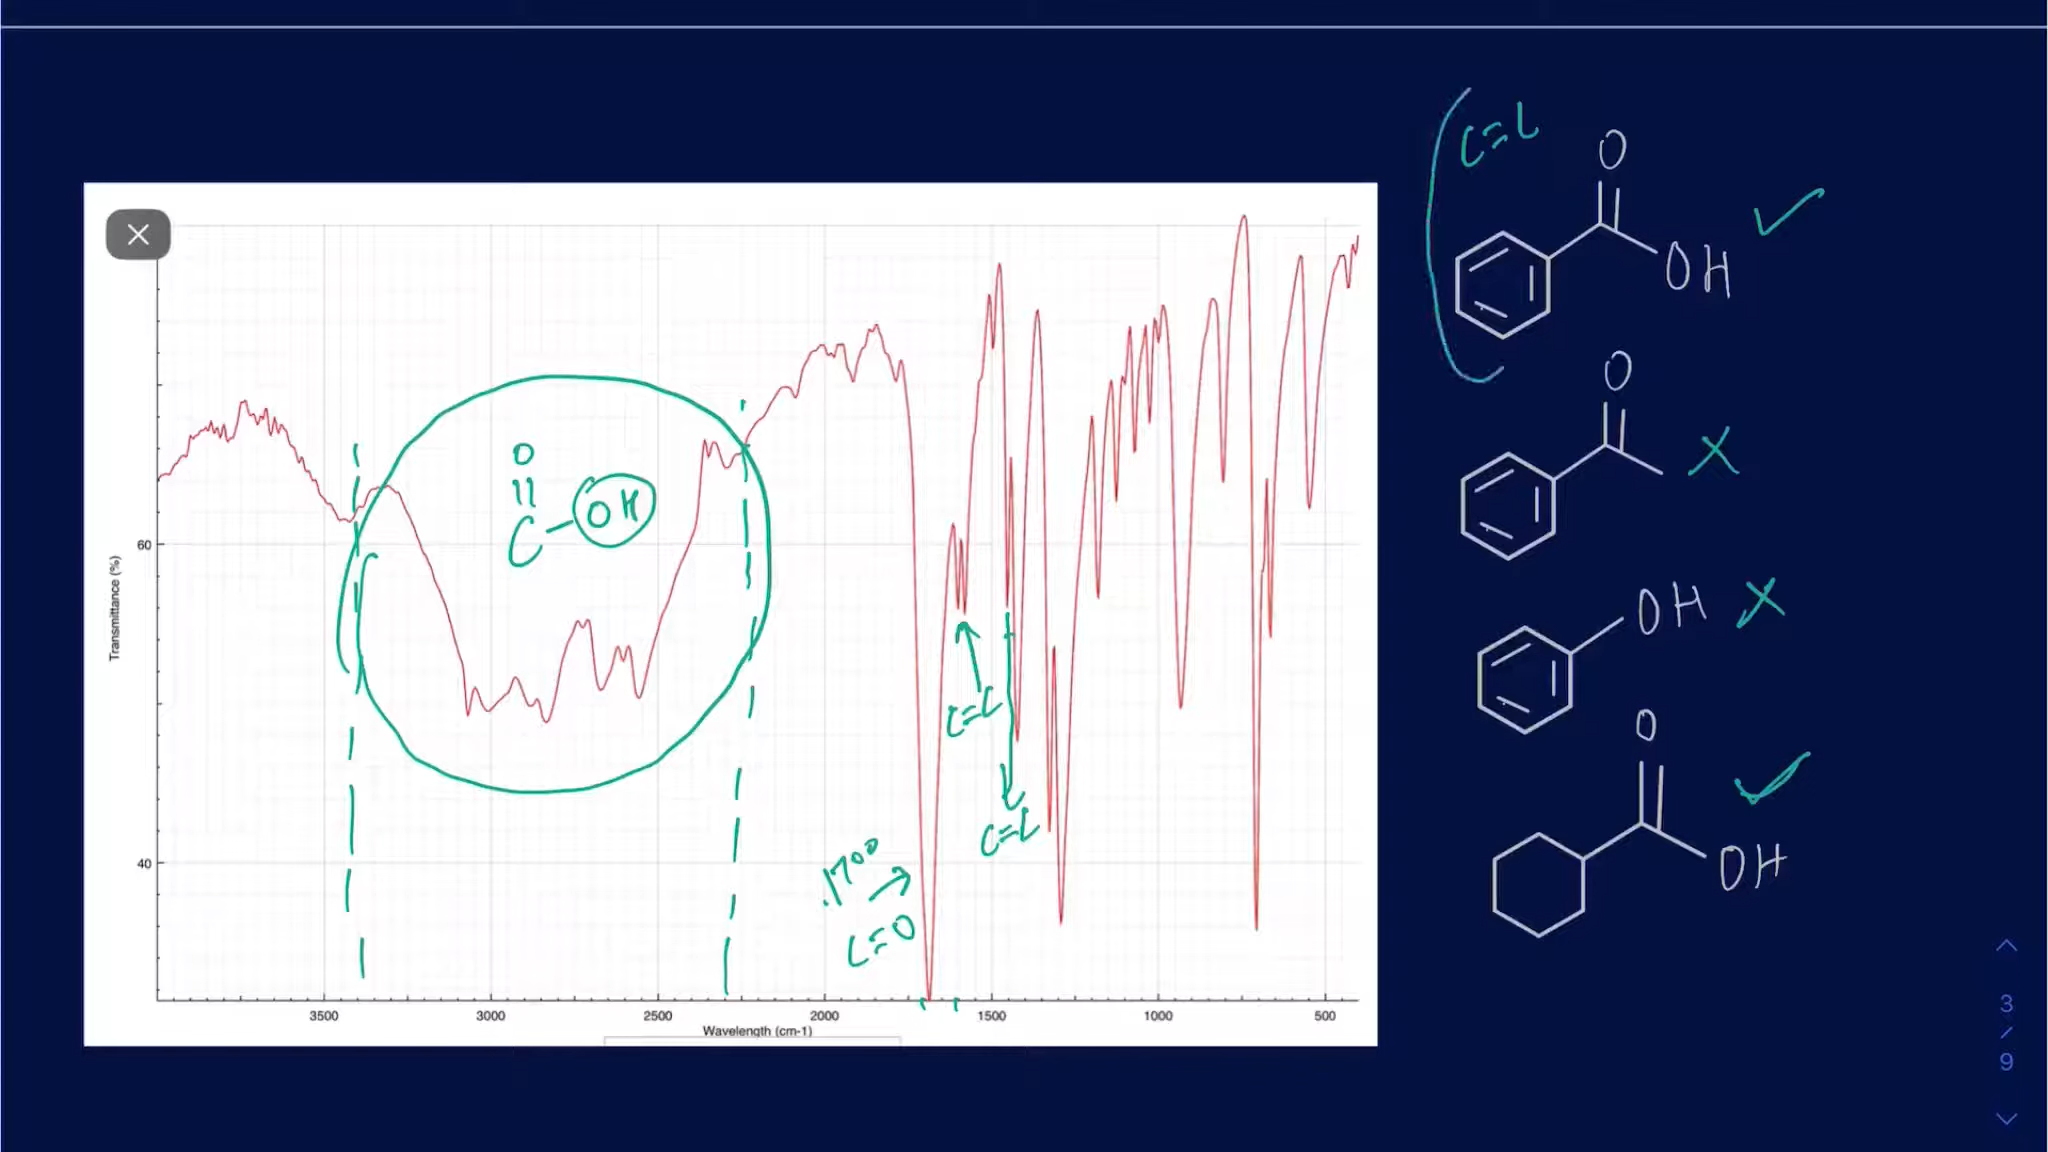 C=C
O
OH
O
OH
O
OH
O
C-OH
60
40
Transmittance (%)
C=C
C=C
1700
C=O
3500 3000 2500 2000 1500 1000 500
Wavelength (cm-1)
3
/
9